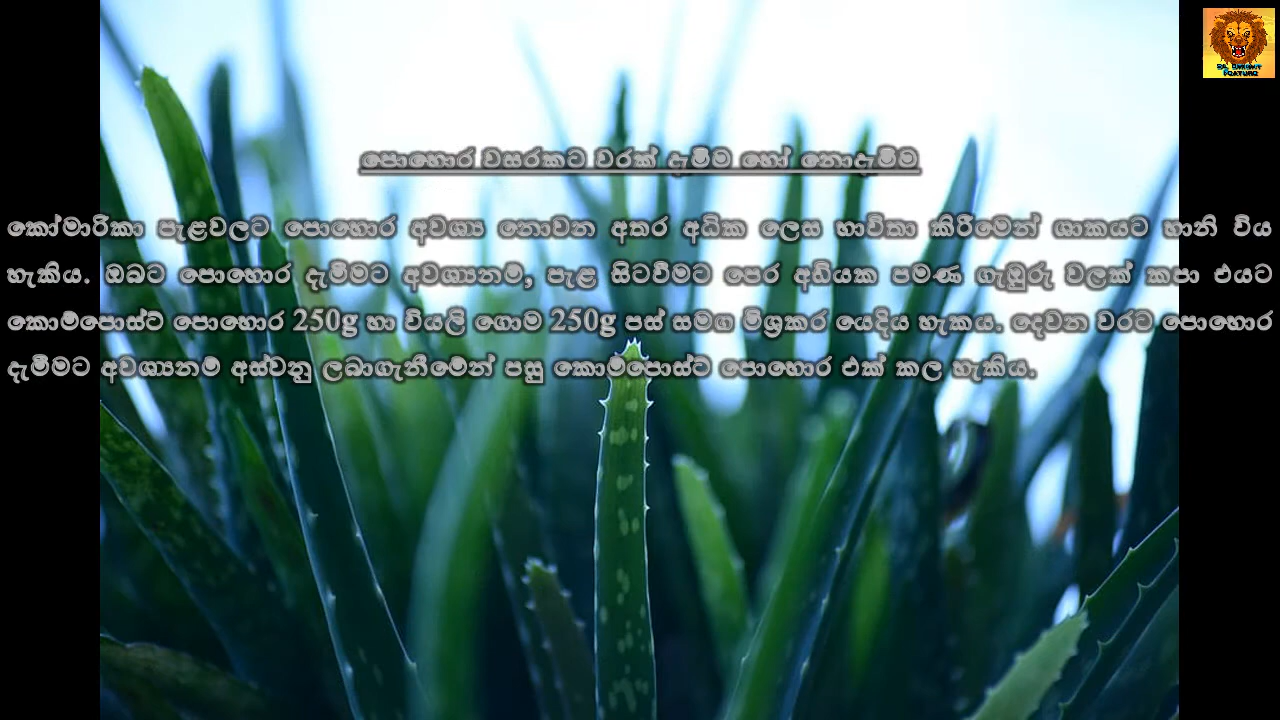 පොහොර වසරකට වරක් දැමීම හෝ නොදැමීම
කෝමාරිකා පැළවලට පොහොර අවශ්‍ය නොවන අතර අධික ලෙස භාවිතා කිරීමෙන් ශාකයට හානි විය
හැකිය. ඔබට පොහොර දැමීමට අවශ්‍යනම්, පැළ සිටවීමට පෙර අඩියක පමණ ගැඹුරු වලක් කපා එයට
කොම්පොස්ට් පොහොර 250g හා වියලි ගොම 250g පස් සමග මිශ්‍රකර යෙදිය හැකය. දෙවන වරට පොහොර
දැමීමට අවශ්‍යනම් අස්වනු ලබාගැනීමෙන් පසු කොම්පොස්ට් පොහොර එක් කල හැකිය.